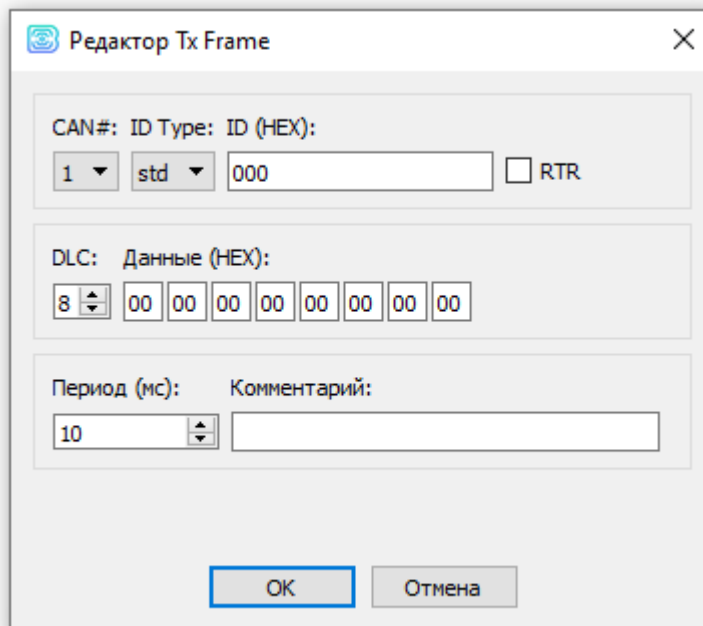 Редактор Tx Frame
CAN#: ID Type: ID (HEX):
1 std 000 RTR
DLC: Данные (HEX):
8 00 00 00 00 00 00 00 00
Период (мс): Комментарий:
10
OK Отмена